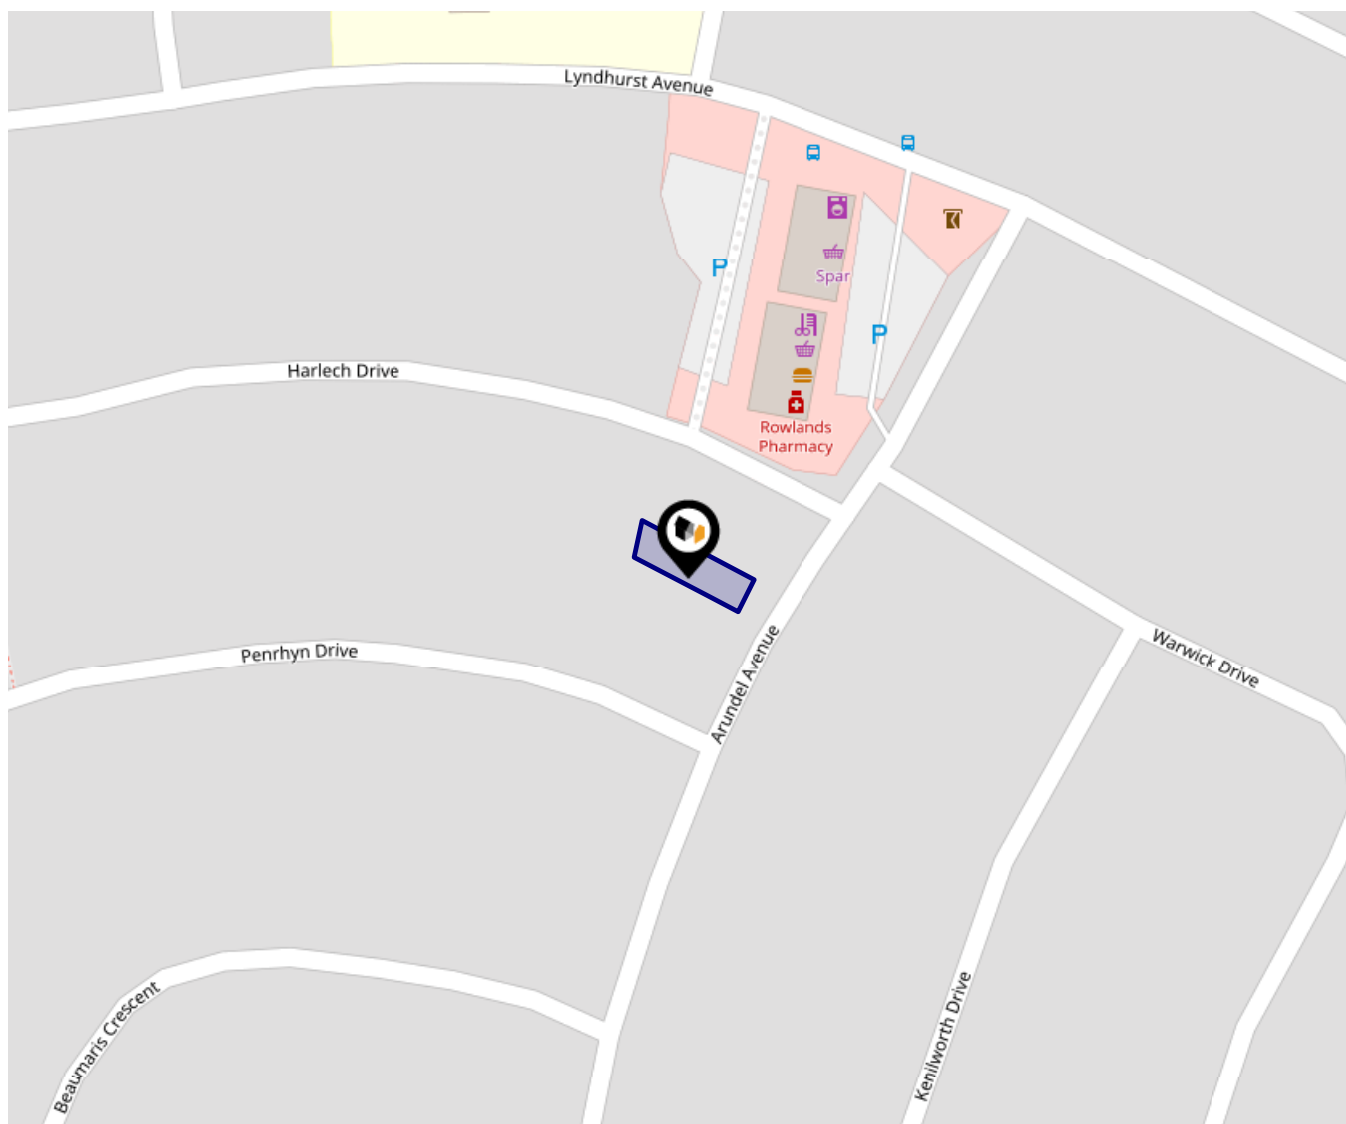 Lyndhurst Avenue
P
Spar
P
Harlech Drive
Rowlands
Pharmacy
Penrhyn Drive
Arundel Avenue
Warwick Drive
Beaumaris Crescent
Kenilworth Drive